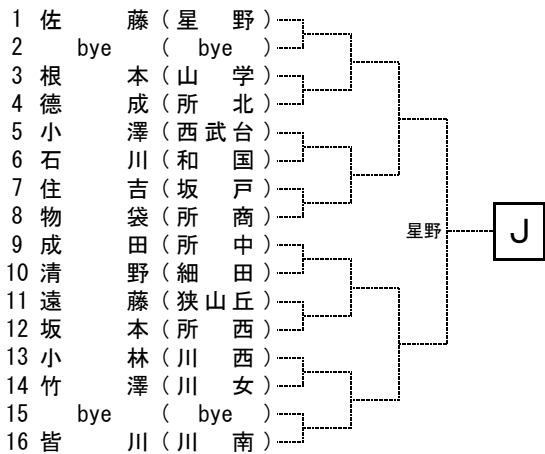 1 佐 藤 ( 星 野 )
2 bye ( bye )
3 根 本 ( 山 学 )
4 徳 成 ( 所 北 )
5 小 澤 ( 西 武 台 )
6 石 川 ( 和 国 )
7 住 吉 ( 坂 戸 )
8 物 袋 ( 所 商 )
星野
J
9 成 田 ( 所 中 )
10 清 野 ( 細 田 )
11 遠 藤 ( 狭 山 丘 )
12 坂 本 ( 所 西 )
13 小 林 ( 川 西 )
14 竹 澤 ( 川 女 )
15 bye ( bye )
16 皆 川 ( 川 南 )